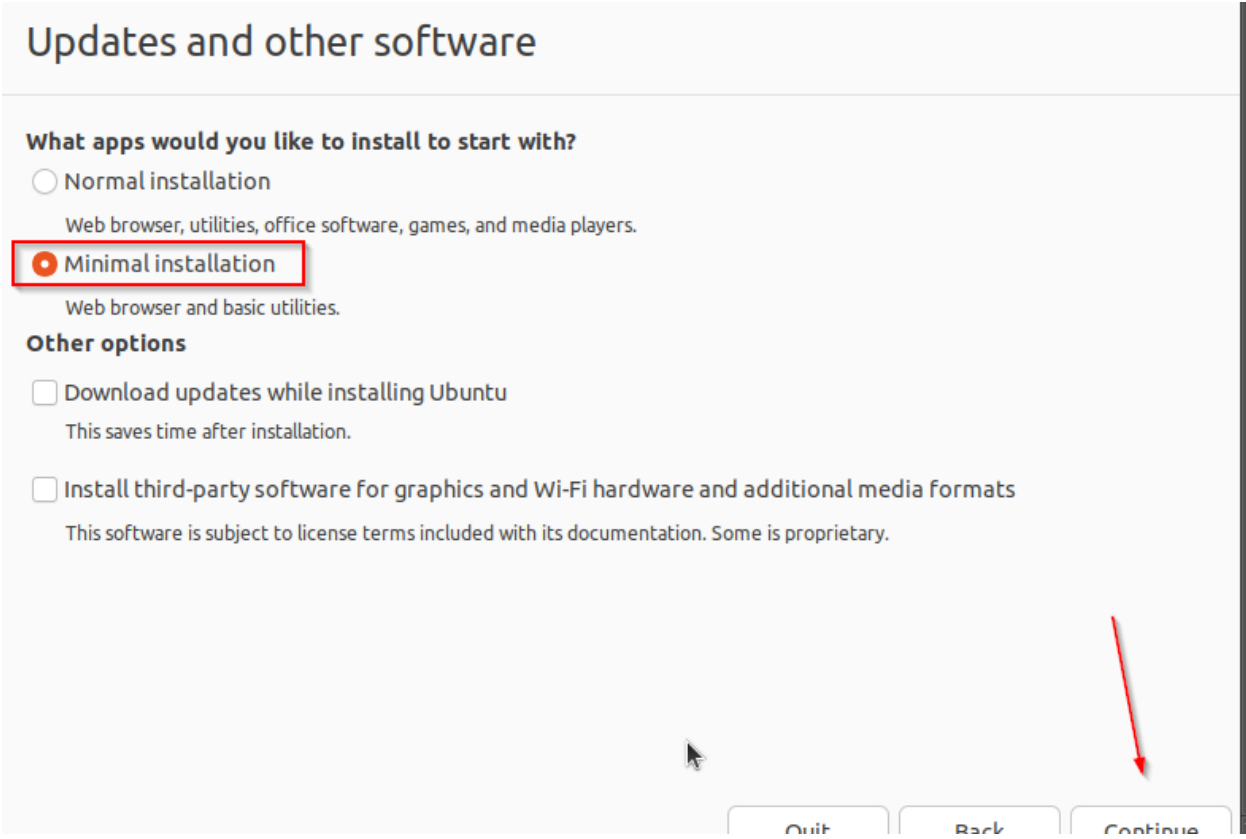 Updates and other software
What apps would you like to install to start with?
Normal installation
Web browser, utilities, office software, games, and media players.
Minimal installation
Web browser and basic utilities.
Other options
Download updates while installing Ubuntu
This saves time after installation.
Install third-party software for graphics and Wi-Fi hardware and additional media formats
This software is subject to license terms included with its documentation. Some is proprietary.
Quit Back Continue